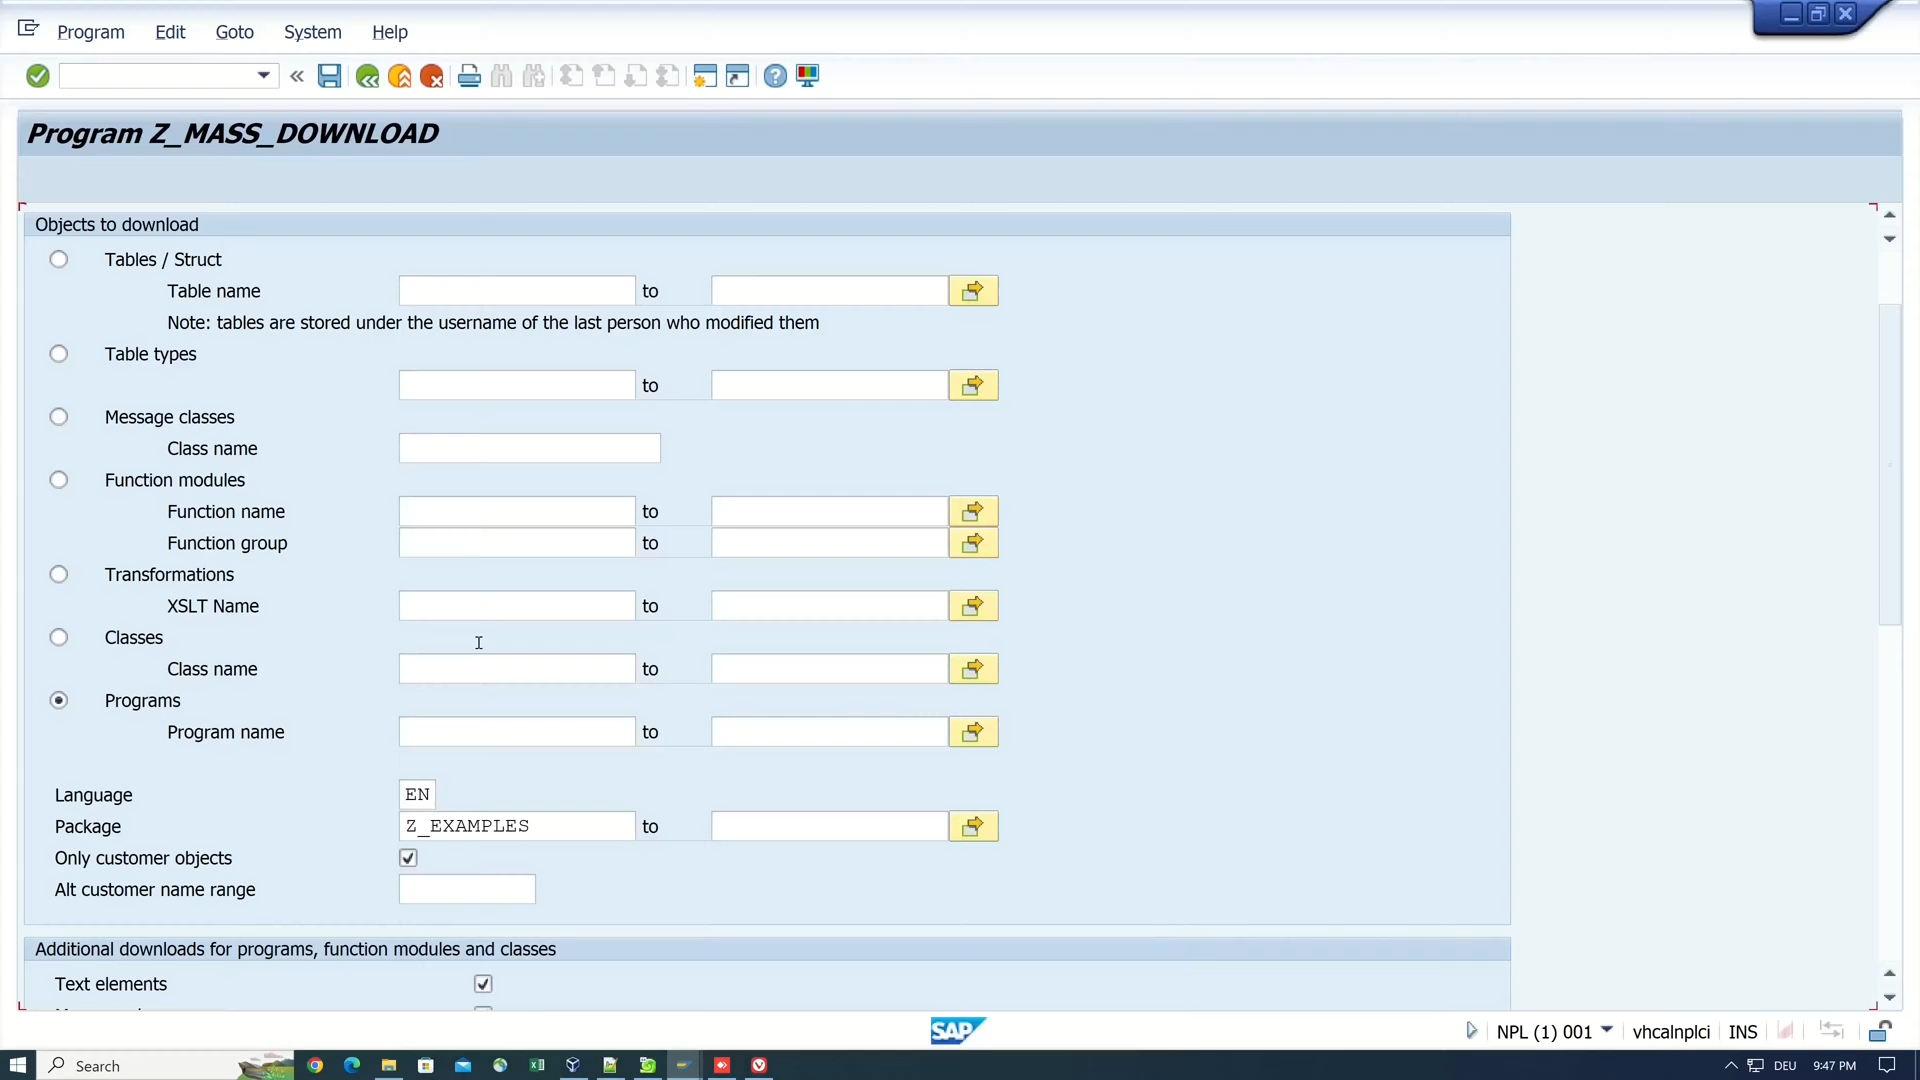 Program Edit Goto System Help
Program Z_MASS_DOWNLOAD
Objects to download
Tables / Struct
Table name to
Note: tables are stored under the username of the last person who modified them
Table types
to
Message classes
Class name
Function modules
Function name to
Function group to
Transformations
XSLT Name to
Classes
Class name to
Programs
Program name to
Language EN
Package Z_EXAMPLES to
Only customer objects
Alt customer name range
Additional downloads for programs, function modules and classes
Text elements
SAP NPL (1) 001 vhcalnplci INS
Search DEU 9:47 PM